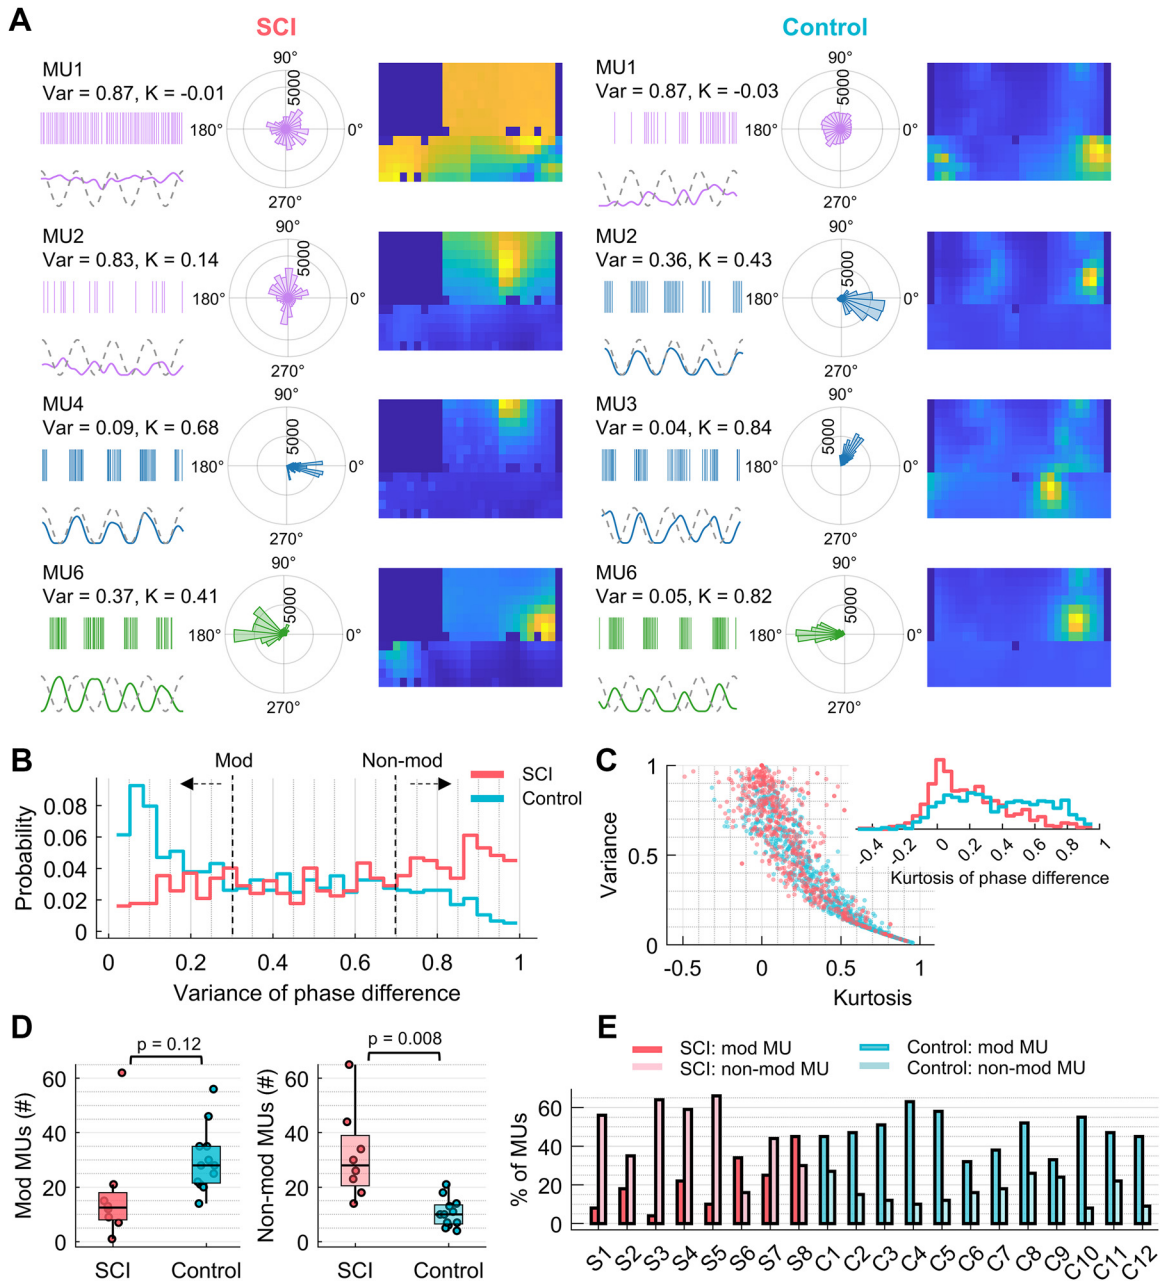 A
SCI
Control
MU1
Var = 0.87, K = -0.01
90°
5000
180°
0°
270°
MU1
Var = 0.87, K = -0.03
90°
5000
180°
0°
270°
MU2
Var = 0.83, K = 0.14
90°
5000
180°
0°
270°
MU2
Var = 0.36, K = 0.43
90°
5000
180°
0°
270°
MU4
Var = 0.09, K = 0.68
90°
5000
180°
0°
270°
MU3
Var = 0.04, K = 0.84
90°
5000
180°
0°
270°
MU6
Var = 0.37, K = 0.41
90°
5000
180°
0°
270°
MU6
Var = 0.05, K = 0.82
90°
5000
180°
0°
270°
B
Mod
Non-mod
SCI
Control
Probability
0.08
0.06
0.04
0.02
0
0 0.2 0.4 0.6 0.8 1
Variance of phase difference
C
Variance
1
0.5
0
-0.5 0 0.5 1
Kurtosis
-0.4 -0.2 0 0.2 0.4 0.6 0.8 1
Kurtosis of phase difference
D
p = 0.12
Mod MUs (#)
60
40
20
0
SCI Control
p = 0.008
Non-mod MUs (#)
60
40
20
0
SCI Control
E
SCI: mod MU
SCI: non-mod MU
Control: mod MU
Control: non-mod MU
% of MUs
60
40
20
0
S1 S2 S3 S4 S5 S6 S7 S8 C1 C2 C3 C4 C5 C6 C7 C8 C9 C10 C11 C12